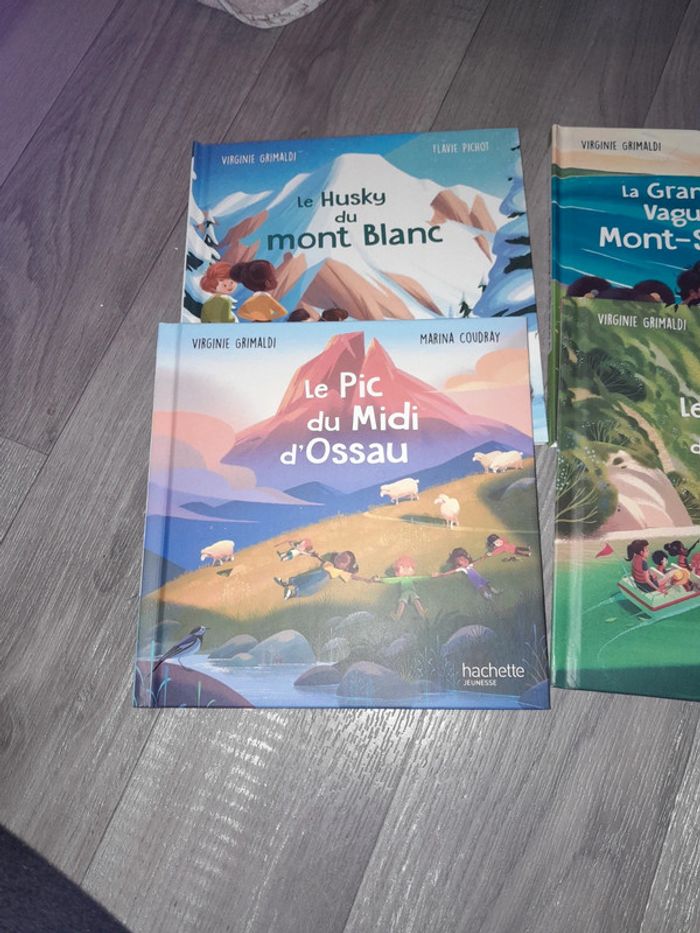 VIRGINIE GRIMALDI
FLAVIE PICHOT
Le Husky
du
mont Blanc
VIRGINIE GRIMALDI
La Gran
Vagu
Mont-S
VIRGINIE GRIMALDI
MARINA COUDRAY
Le Pic
du Midi
d'Ossau
hachette
JEUNESSE
VIRGINIE GRIMALDI
Le
d